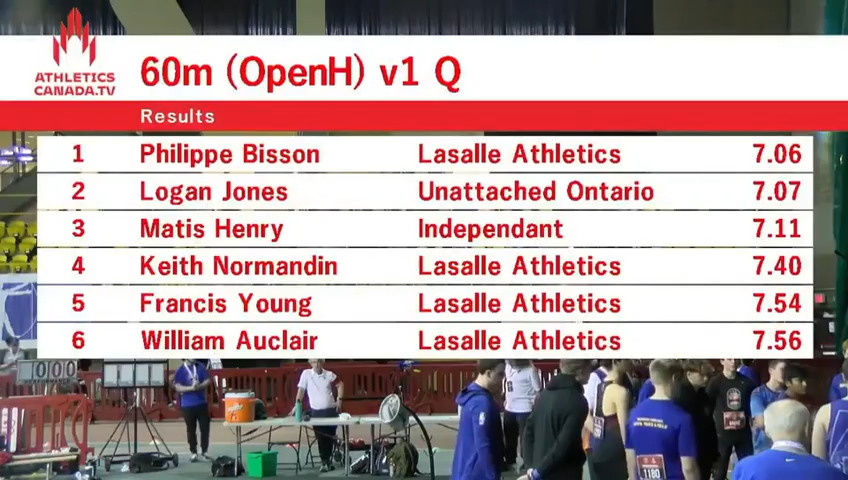 ATHLETICS
CANADA.TV
60m (OpenH) v1 Q
Results
1 Philippe Bisson Lasalle Athletics 7.06
2 Logan Jones Unattached Ontario 7.07
3 Matis Henry Independant 7.11
4 Keith Normandin Lasalle Athletics 7.40
5 Francis Young Lasalle Athletics 7.54
6 William Auclair Lasalle Athletics 7.56
1180